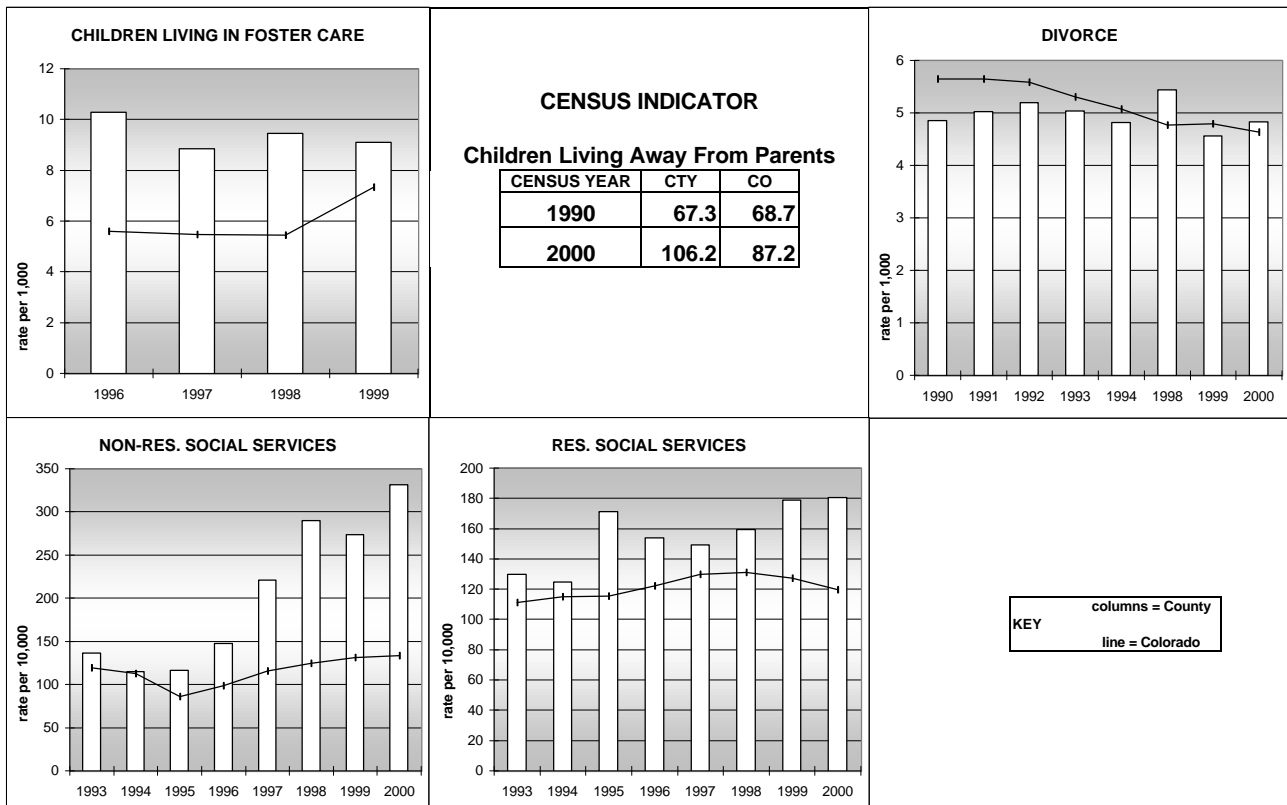 CHILDREN LIVING IN FOSTER CARE
12
10
8
6
4
2
0
rate per 1,000
1996 1997 1998 1999
CENSUS INDICATOR
Children Living Away From Parents
CENSUS YEAR CTY CO
1990 67.3 68.7
2000 106.2 87.2
DIVORCE
6
5
4
3
2
1
0
rate per 1,000
1990 1991 1992 1993 1994 1998 1999 2000
NON-RES. SOCIAL SERVICES
350
300
250
200
150
100
50
0
rate per 10,000
1993 1994 1995 1996 1997 1998 1999 2000
RES. SOCIAL SERVICES
200
180
160
140
120
100
80
60
40
20
0
rate per 10,000
1993 1994 1995 1996 1997 1998 1999 2000
columns = County
KEY
line = Colorado